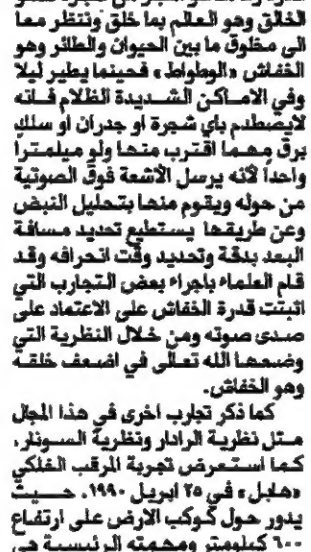 الخالق وهو العالم بما خلق وننتظر معا
الى مخلوق ما بين الحيوان والطائر وهو
الخفاش «الوطواط» فحينما يطير ليلا
وفي الاماكن الشديدة الظلام فانه
لايصطدم باي شجرة او جدران او سلك
برق مهما اقترب منها ولو ميلمترا
واحداً لأنه يرسل الأشعة فوق الصوتية
من حوله ويقوم منها بتحليل النبض
وعن طريقها يستطيع تحديد مسافة
البعد بدقة وتحديد وقت انحرافه وقد
قام العلماء باجراء بعض التجارب التي
اثبتت قدرة الخفاش على الاعتماد على
صدى صوته ومن خلال النظرية التي
وضعها الله تعالى في اضعف خلقه
وهو الخفاش.
كما ذكر تجارب اخرى في هذا المجال
مثل نظرية الرادار ونظرية السونار،
كما استعرض تجربة المرقب الفلكي
«هابل» في ٢٥ ابريل ١٩٩٠. حيث
يدور حول كوكب الارض على ارتفاع
٦٠٠ كيلومتر ومهمته الرئيسية في